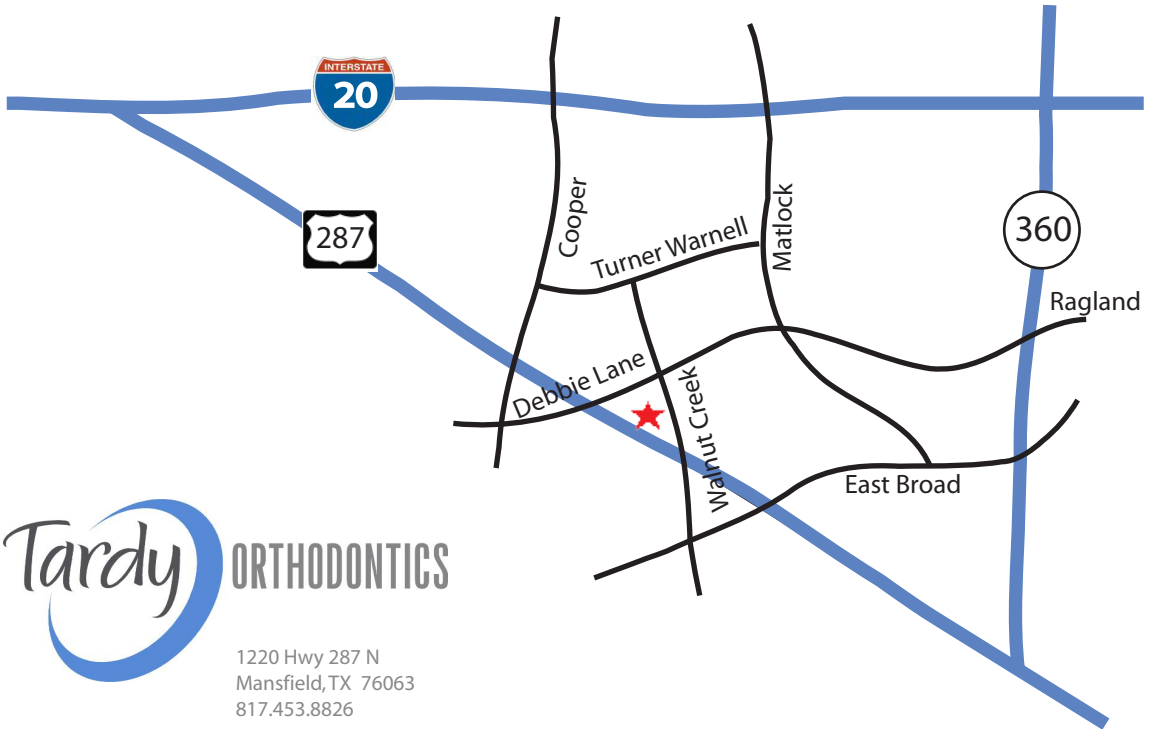 INTERSTATE
20
287
Cooper
Matlock
360
Turner Warnell
Ragland
Debbie Lane
Walnut Creek
East Broad
Tardy ORTHODONTICS
1220 Hwy 287 N
Mansfield, TX 76063
817.453.8826